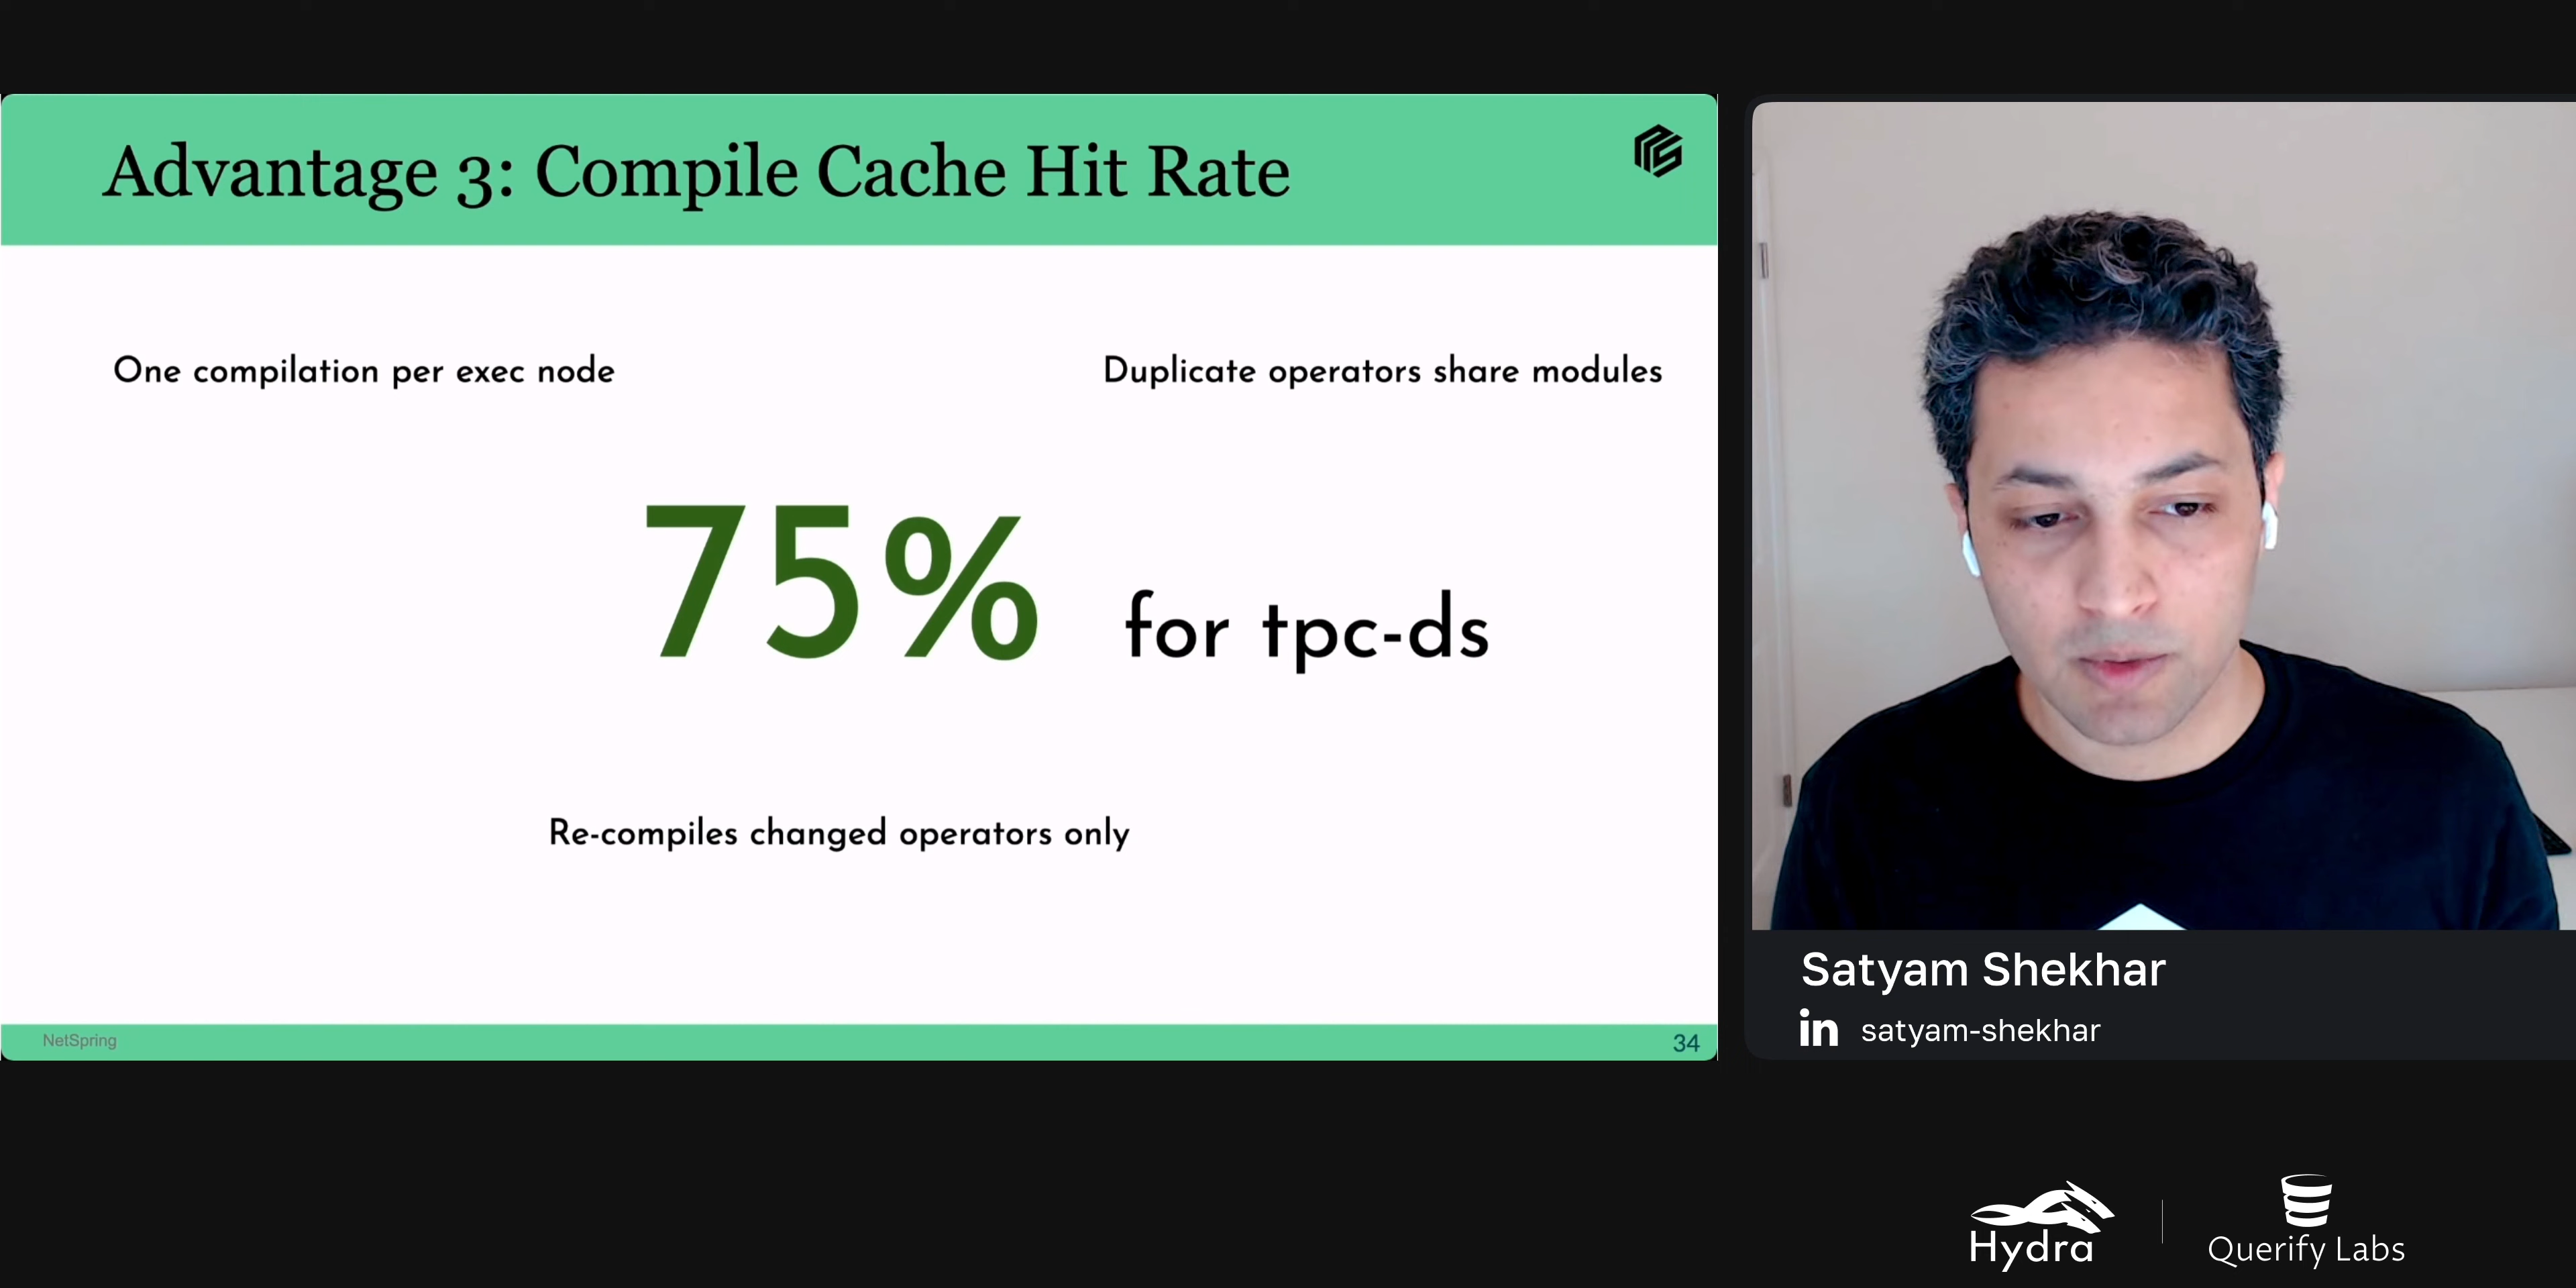 Advantage 3: Compile Cache Hit Rate
One compilation per exec node
Duplicate operators share modules
75% for tpc-ds
Re-compiles changed operators only
NetSpring
34
Satyam Shekhar
in satyam-shekhar
Hydra
Querify Labs